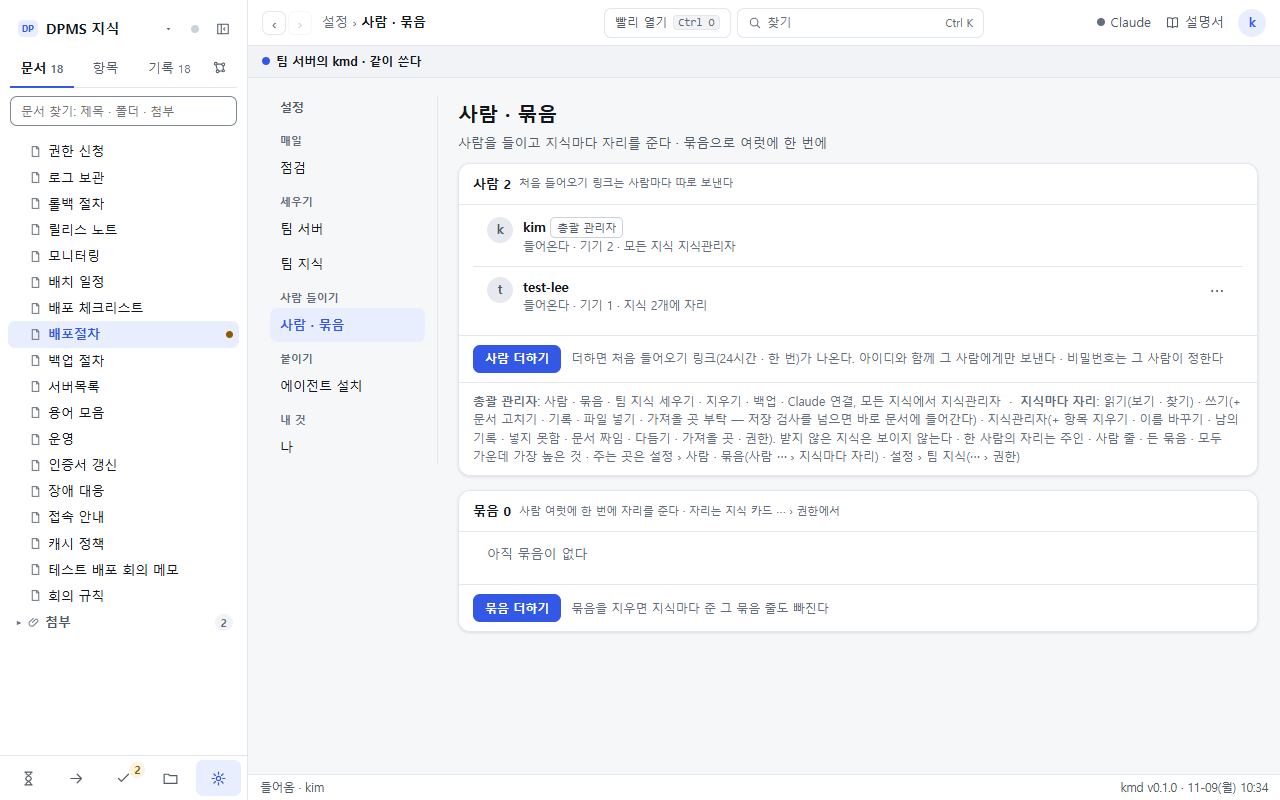 DP DPMS 지식
문서 18 항목 기록 18
문서 찾기: 제목 · 폴더 · 첨부
권한 신청
로그 보관
롤백 절차
릴리스 노트
모니터링
배치 일정
배포 체크리스트
배포절차
백업 절차
서버목록
용어 모음
운영
인증서 갱신
장애 대응
접속 안내
캐시 정책
테스트 배포 회의 메모
회의 규칙
첨부 2
2
설정 › 사람 · 묶음
빨리 열기 Ctrl O
찾기 Ctrl K
Claude 설명서 k
팀 서버의 kmd · 같이 쓴다
설정
매일
점검
세우기
팀 서버
팀 지식
사람 들이기
사람 · 묶음
붙이기
에이전트 설치
내 것
나
사람 · 묶음
사람을 들이고 지식마다 자리를 준다 · 묶음으로 여럿에 한 번에
사람 2 처음 들어오기 링크는 사람마다 따로 보낸다
k kim 총괄 관리자
들어온다 · 기기 2 · 모든 지식 지식관리자
t test-lee ···
들어온다 · 기기 1 · 지식 2개에 자리
사람 더하기 더하면 처음 들어오기 링크(24시간 · 한 번)가 나온다. 아이디와 함께 그 사람에게만 보낸다 · 비밀번호는 그 사람이 정한다
총괄 관리자: 사람 · 묶음 · 팀 지식 세우기 · 지우기 · 백업 · Claude 연결, 모든 지식에서 지식관리자 · 지식마다 자리: 읽기(보기 · 찾기) · 쓰기(+
문서 고치기 · 기록 · 파일 넣기 · 가져올 곳 부탁 — 저장 검사를 넘으면 바로 문서에 들어간다) · 지식관리자(+ 항목 지우기 · 이름 바꾸기 · 남의
기록 · 넣지 못함 · 문서 짜임 · 다듬기 · 가져올 곳 · 권한). 받지 않은 지식은 보이지 않는다 · 한 사람의 자리는 주인 · 사람 줄 · 든 묶음 · 모두
가운데 가장 높은 것 · 주는 곳은 설정 › 사람 · 묶음(사람 ··· › 지식마다 자리) · 설정 › 팀 지식(··· › 권한)
묶음 0 사람 여럿에 한 번에 자리를 준다 · 자리는 지식 카드 ··· › 권한에서
아직 묶음이 없다
묶음 더하기 묶음을 지우면 지식마다 준 그 묶음 줄도 빠진다
들어옴 · kim
kmd v0.1.0 · 11-09(월) 10:34